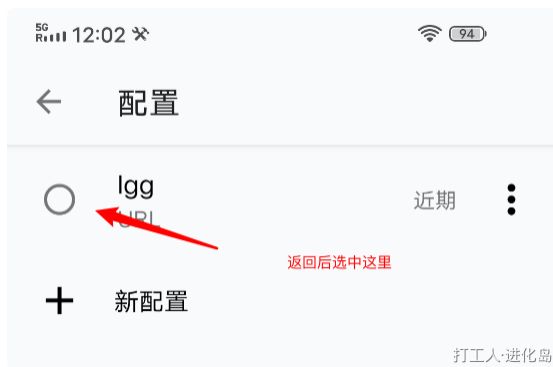 5G
R 12:02 94
配置
lgg
URL 近期
返回后选中这里
新配置
打工人·进化岛